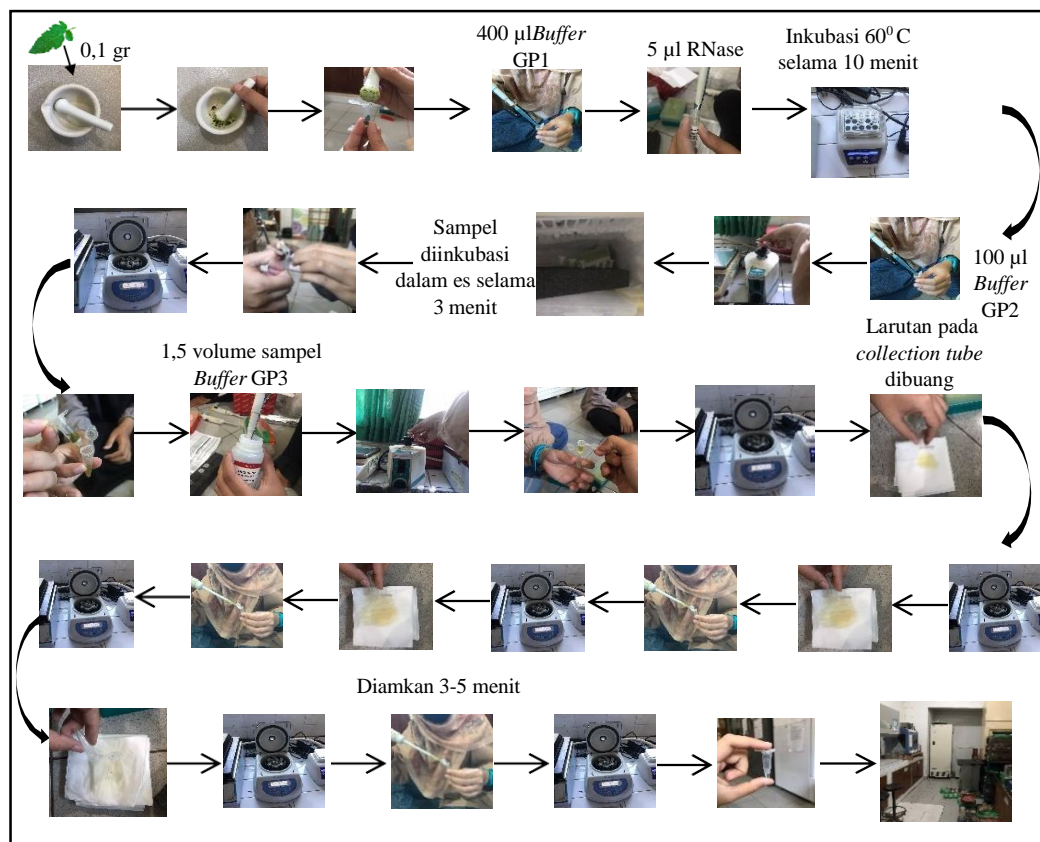 0,1 gr
400 µl Buffer
GP1
5 µl RNase
Inkubasi 60⁰ C
selama 10 menit
100 µl
Buffer
GP2
Sampel
diinkubasi
dalam es selama
3 menit
1,5 volume sampel
Buffer GP3
Larutan pada
collection tube
dibuang
Diamkan 3-5 menit